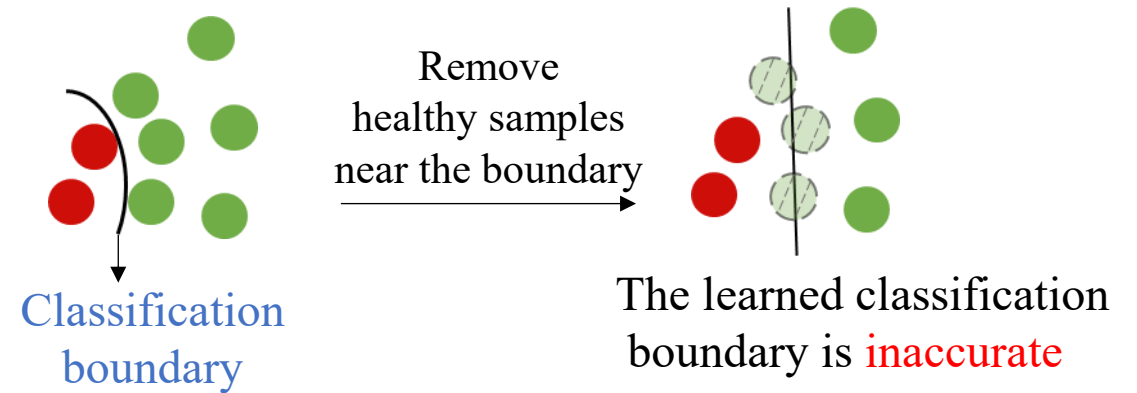 Remove
healthy samples
near the boundary
Classification
boundary
The learned classification
boundary is inaccurate